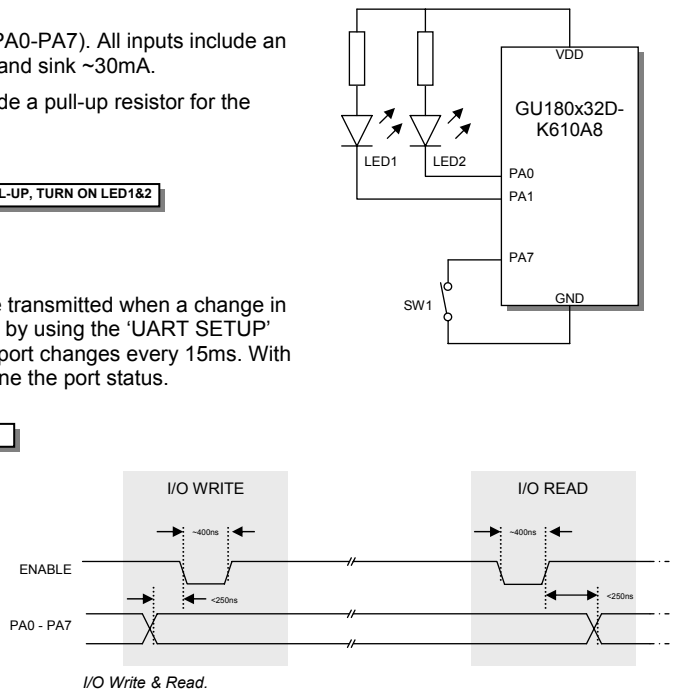 PA0-PA7). All inputs include an
and sink ~30mA.
de a pull-up resistor for the
L-UP, TURN ON LED1&2
e transmitted when a change in
by using the ‘UART SETUP’
port changes every 15ms. With
ne the port status.
VDD
GU180x32D-
K610A8
LED1
LED2
PA0
PA1
PA7
SW1
GND
I/O WRITE
I/O READ
~400ns
~400ns
ENABLE
<250ns
<250ns
PA0 - PA7
I/O Write & Read.